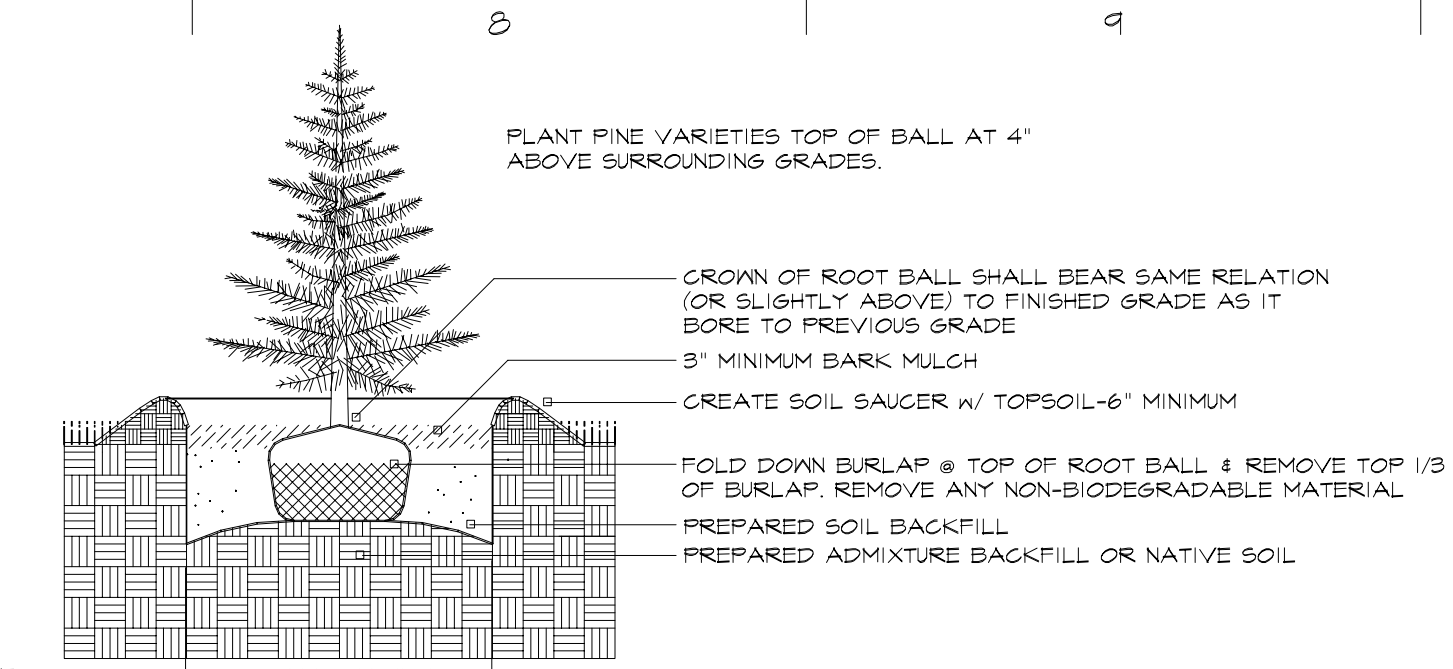 8
9
PLANT PINE VARIETIES TOP OF BALL AT 4"
ABOVE SURROUNDING GRADES.
CROWN OF ROOT BALL SHALL BEAR SAME RELATION
(OR SLIGHTLY ABOVE) TO FINISHED GRADE AS IT
BORE TO PREVIOUS GRADE
3" MINIMUM BARK MULCH
CREATE SOIL SAUCER W/ TOPSOIL-6" MINIMUM
FOLD DOWN BURLAP @ TOP OF ROOT BALL & REMOVE TOP 1/3
OF BURLAP. REMOVE ANY NON-BIODEGRADABLE MATERIAL
PREPARED SOIL BACKFILL
PREPARED ADMIXTURE BACKFILL OR NATIVE SOIL